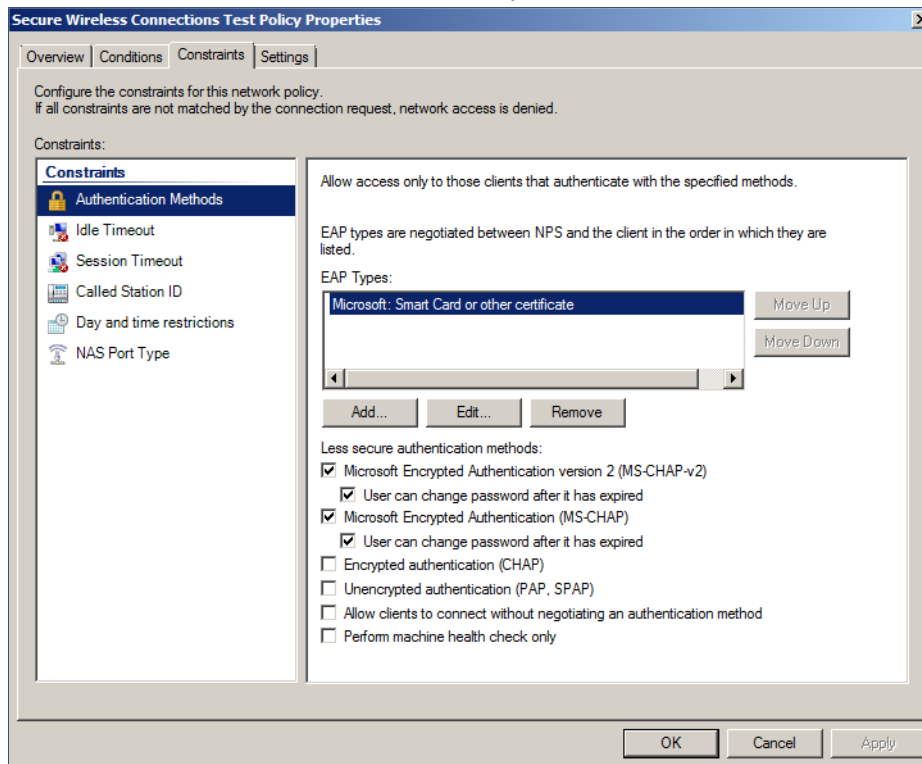 Secure Wireless Connections Test Policy Properties
Overview Conditions Constraints Settings
Configure the constraints for this network policy.
If all constraints are not matched by the connection request, network access is denied.
Constraints:
Constraints
Authentication Methods
Idle Timeout
Session Timeout
Called Station ID
Day and time restrictions
NAS Port Type
Allow access only to those clients that authenticate with the specified methods.
EAP types are negotiated between NPS and the client in the order in which they are
listed.
EAP Types:
Microsoft: Smart Card or other certificate
Move Up
Move Down
Add... Edit... Remove
Less secure authentication methods:
Microsoft Encrypted Authentication version 2 (MS-CHAP-v2)
User can change password after it has expired
Microsoft Encrypted Authentication (MS-CHAP)
User can change password after it has expired
Encrypted authentication (CHAP)
Unencrypted authentication (PAP, SPAP)
Allow clients to connect without negotiating an authentication method
Perform machine health check only
OK Cancel Apply